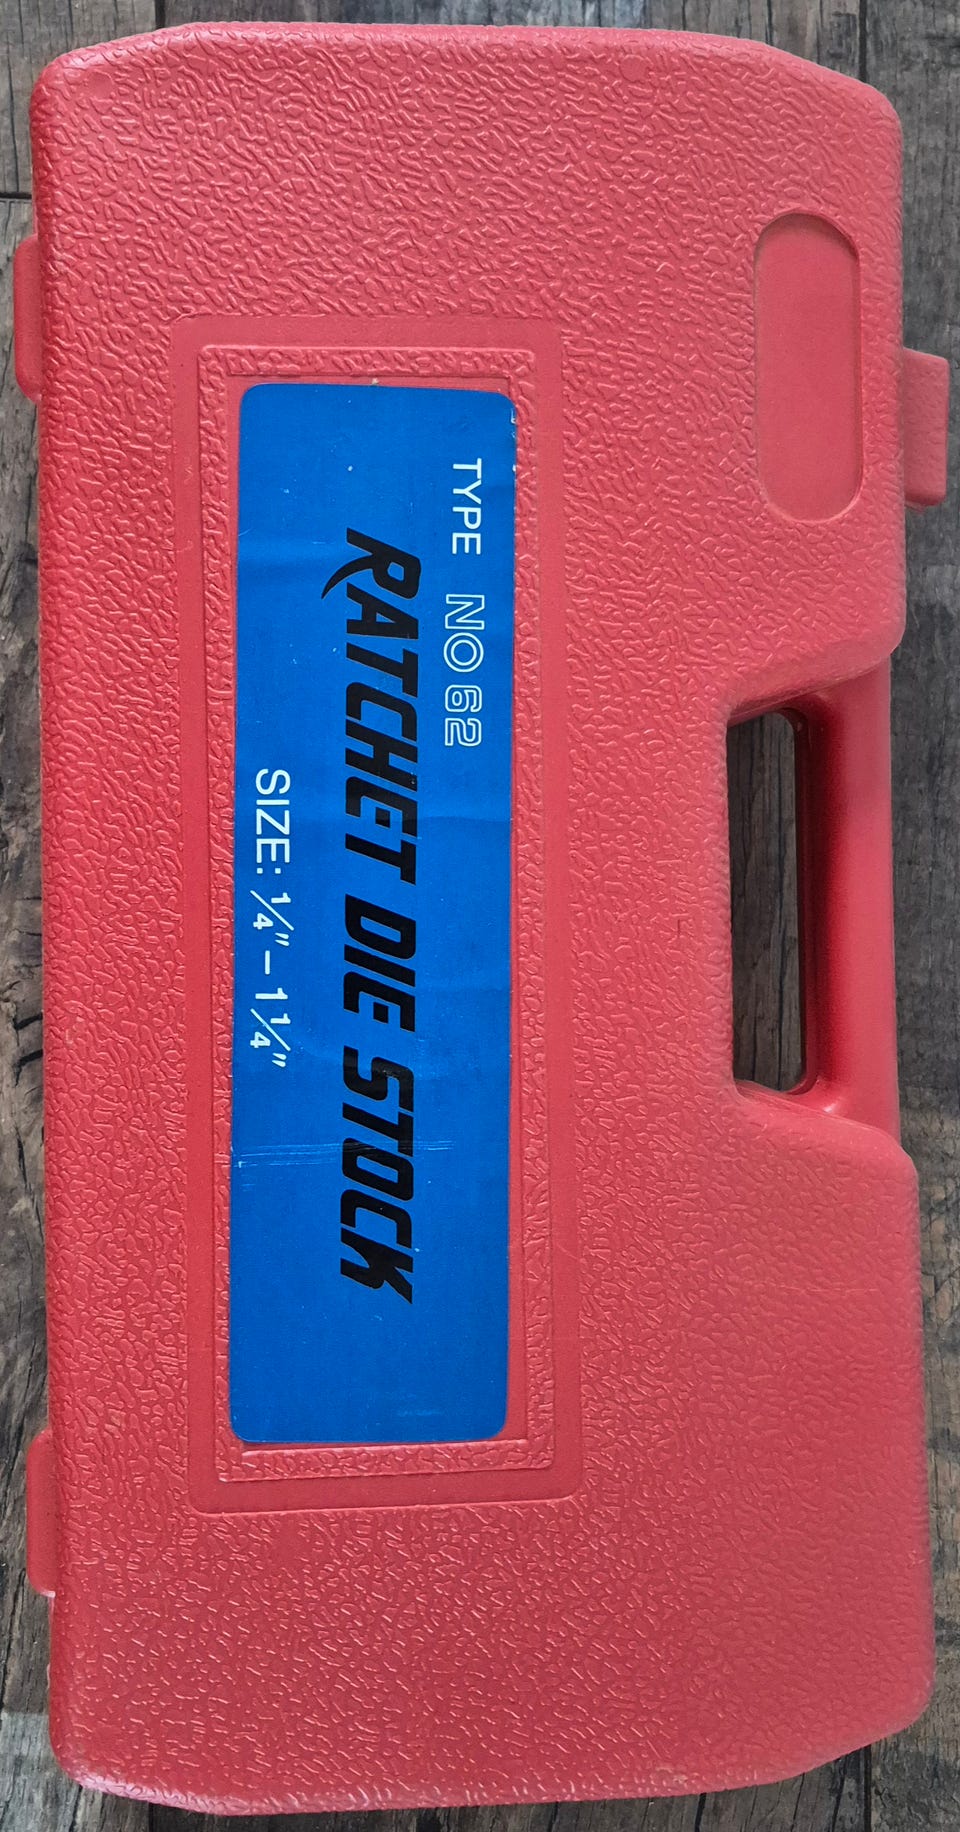 TYPE NO 62
RATCHET DIE STOCK
SIZE: 1/4" – 1 1/4"